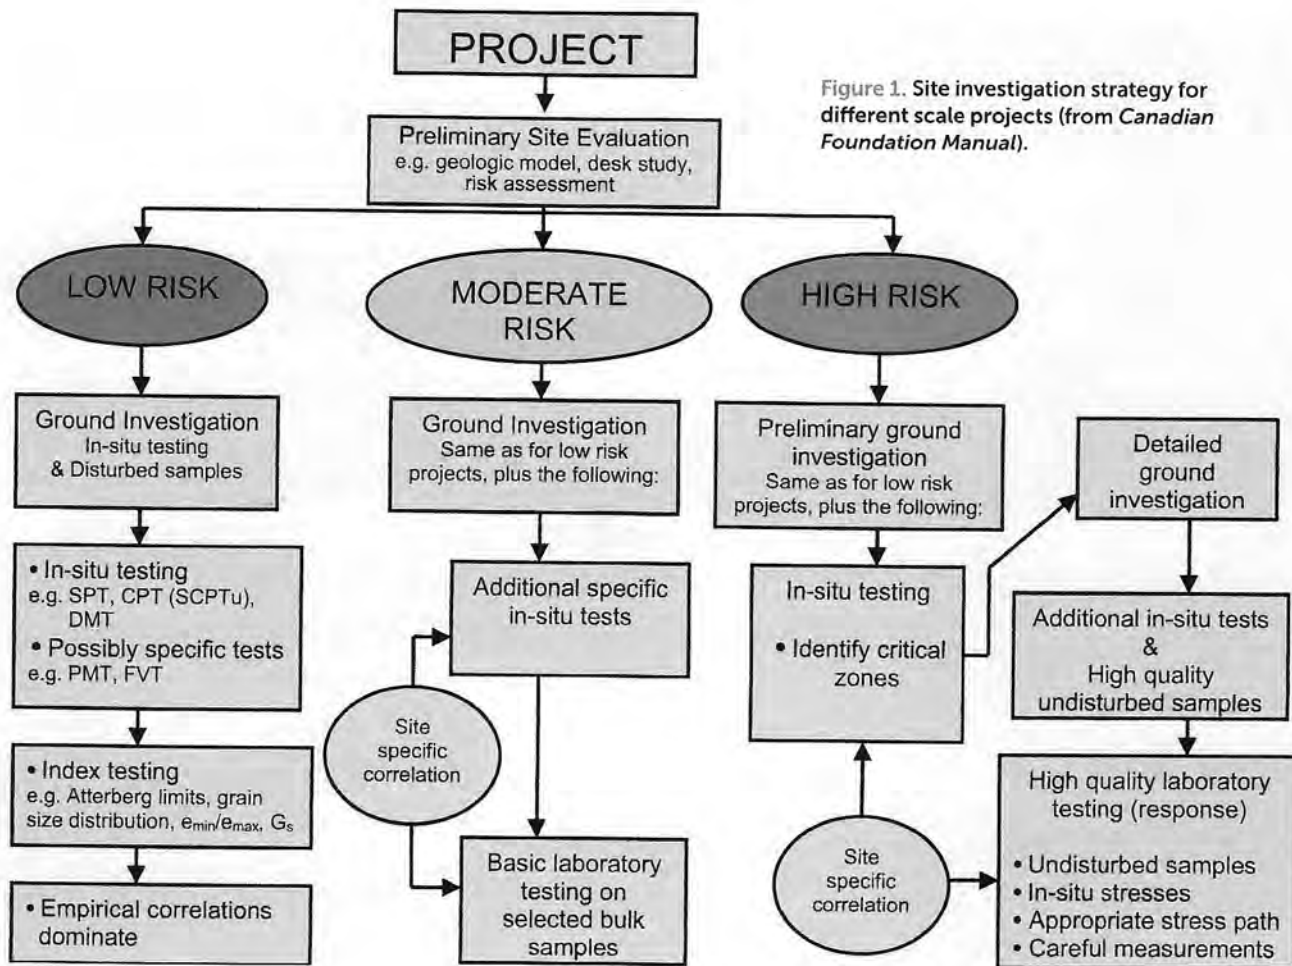 PROJECT
Figure 1. Site investigation strategy for
different scale projects (from Canadian
Foundation Manual).
Preliminary Site Evaluation
e.g. geologic model, desk study,
risk assessment
LOW RISK
MODERATE
RISK
HIGH RISK
Ground Investigation
In-situ testing
& Disturbed samples
• In-situ testing
e.g. SPT, CPT (SCPTu),
DMT
• Possibly specific tests
e.g. PMT, FVT
• Index testing
e.g. Atterberg limits, grain
size distribution, emin/emax, Gs
• Empirical correlations
dominate
Ground Investigation
Same as for low risk
projects, plus the following:
Additional specific
in-situ tests
Site
specific
correlation
Basic laboratory
testing on
selected bulk
samples
Preliminary ground
investigation
Same as for low risk
projects, plus the following:
In-situ testing
• Identify critical
zones
Site
specific
correlation
Detailed
ground
investigation
Additional in-situ tests
&
High quality
undisturbed samples
High quality laboratory
testing (response)
• Undisturbed samples
• In-situ stresses
• Appropriate stress path
• Careful measurements